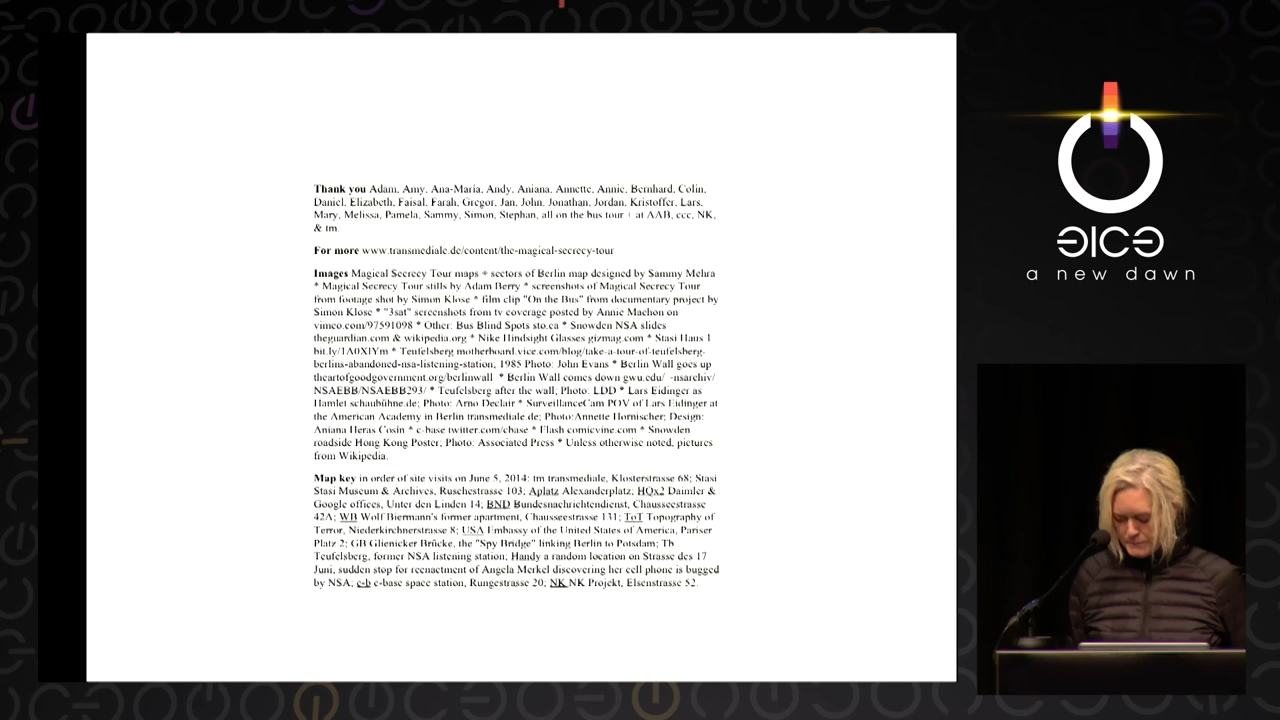 Thank you Adam, Amy, Ana-Maria, Andy, Aniana, Annette, Annie, Bernhard, Colin,
Daniel, Elizabeth, Faisal, Farah, Gregor, Jan, John, Jonathan, Jordan, Kristoffer, Lars,
Mary, Melissa, Pamela, Sammy, Simon, Stephan, all on the bus tour + at AAB, ccc, NK,
& tm.
For more www.transmediale.de/content/the-magical-secrecy-tour
Images Magical Secrecy Tour maps + sectors of Berlin map designed by Sammy Mehra
* Magical Secrecy Tour stills by Adam Berry * screenshots of Magical Secrecy Tour
from footage shot by Simon Klose * film clip "On the Bus" from documentary project by
Simon Klose * "3sat" screenshots from tv coverage posted by Annie Machon on
vimeo.com/97591098 * Other: Bus Blind Spots sto.ca * Snowden NSA slides
theguardian.com & wikipedia.org * Nike Hindsight Glasses gizmag.com * Stasi Haus 1
bit.ly/1A0XlYm * Teufelsberg motherboard.vice.com/blog/take-a-tour-of-teufelsberg-
berlins-abandoned-nsa-listening-station; 1985 Photo: John Evans * Berlin Wall goes up
theartofgoodgovernment.org/berlinwall * Berlin Wall comes down gwu.edu/~nsarchiv/
NSAEBB/NSAEBB293/ * Teufelsberg after the wall; Photo: LDD * Lars Eidinger as
Hamlet schaubühne.de; Photo: Arno Declair * SurveillanceCam POV of Lars Eidinger at
the American Academy in Berlin transmediale.de; Photo:Annette Hornischer; Design:
Aniana Heras Cosín * c-base twitter.com/cbase * Flash comicvine.com * Snowden
roadside Hong Kong Poster; Photo: Associated Press * Unless otherwise noted, pictures
from Wikipedia.
Map key in order of site visits on June 5, 2014: tm transmediale, Klosterstrasse 68; Stasi
Stasi Museum & Archives, Ruschestrasse 103; Aplatz Alexanderplatz; HQx2 Daimler &
Google offices, Unter den Linden 14; BND Bundesnachrichtendienst, Chausseestrasse
42A; WB Wolf Biermann's former apartment, Chausseestrasse 131; ToT Topography of
Terror, Niederkirchnerstrasse 8; USA Embassy of the United States of America, Pariser
Platz 2; GB Glienicker Brücke, the "Spy Bridge" linking Berlin to Potsdam; Tb
Teufelsberg, former NSA listening station; Handy a random location on Strasse des 17
Juni, sudden stop for reenactment of Angela Merkel discovering her cell phone is bugged
by NSA; c-b c-base space station, Rungestrasse 20; NK NK Projekt, Elsenstrasse 52.
a new dawn